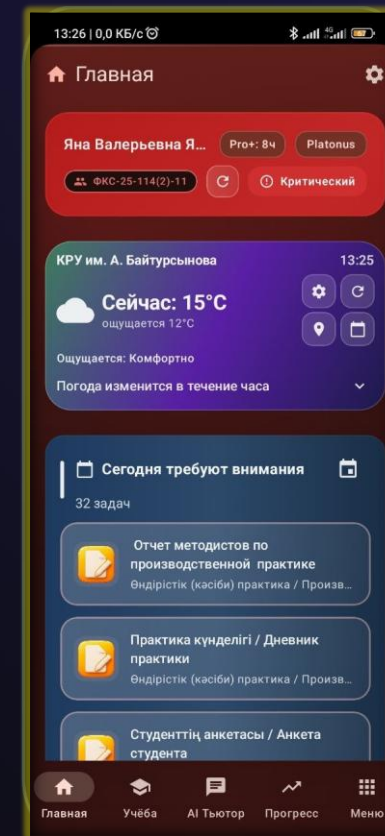 13:26 | 0,0 КБ/с
4G
Главная
Яна Валерьевна Я...
Pro+: 8ч
Platonus
ФКС-25-114(2)-11
Критический
КРУ им. А. Байтурсынова
13:25
Сейчас: 15°C
ощущается 12°C
Ощущается: Комфортно
Погода изменится в течение часа
Сегодня требуют внимания
32 задач
Отчет методистов по
производственной практике
Өндірістік (кәсіби) практика / Произв...
Практика күнделігі / Дневник
практики
Өндірістік (кәсіби) практика / Произв...
Студенттің анкетасы / Анкета
студента
Главная
Учёба
AI Тьютор
Прогресс
Меню